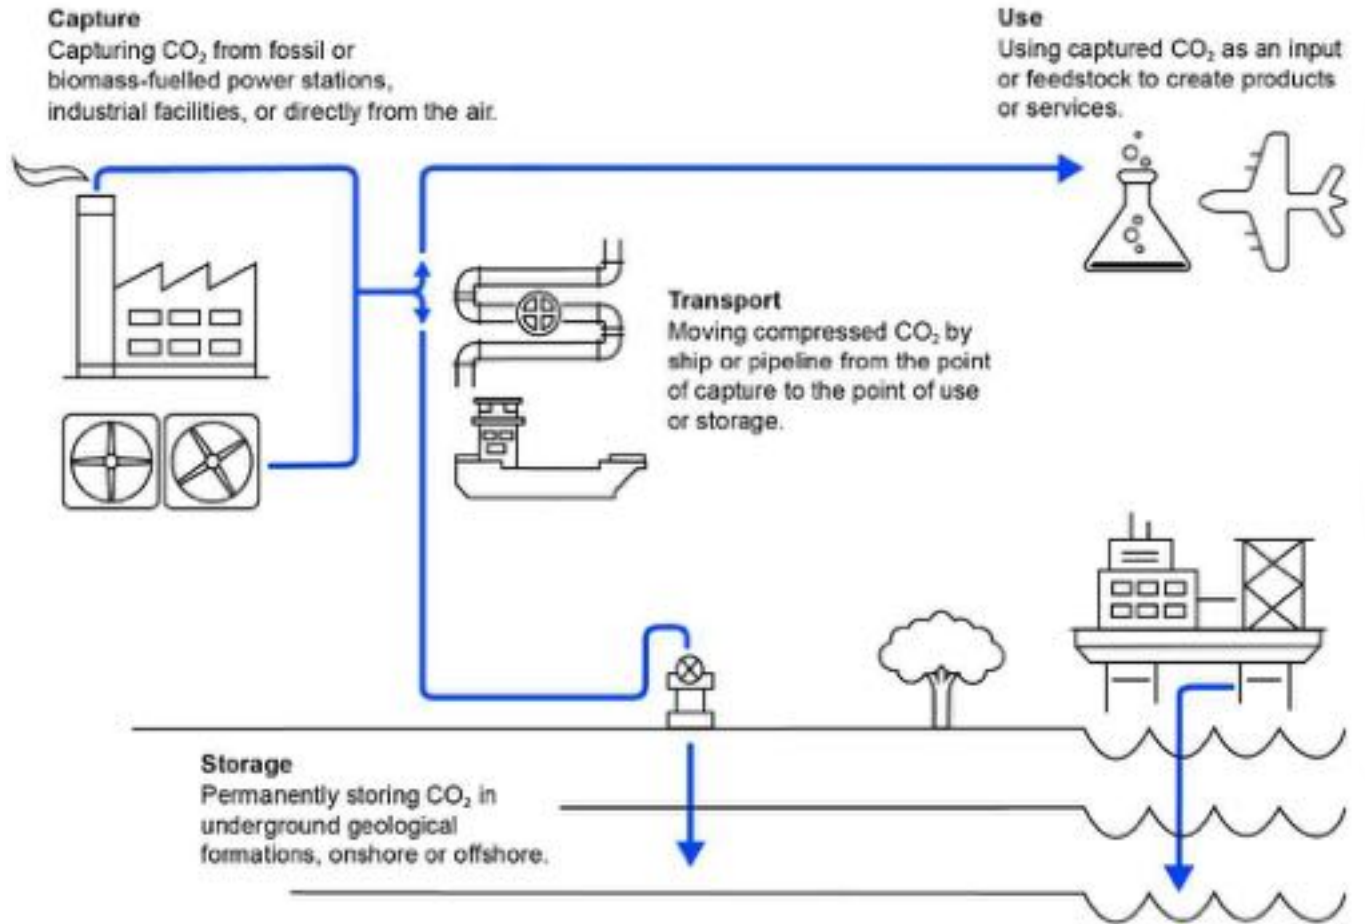 Capture
Capturing CO₂ from fossil or
biomass-fuelled power stations,
industrial facilities, or directly from the air.
Use
Using captured CO₂ as an input
or feedstock to create products
or services.
Transport
Moving compressed CO₂ by
ship or pipeline from the point
of capture to the point of use
or storage.
Storage
Permanently storing CO₂ in
underground geological
formations, onshore or offshore.